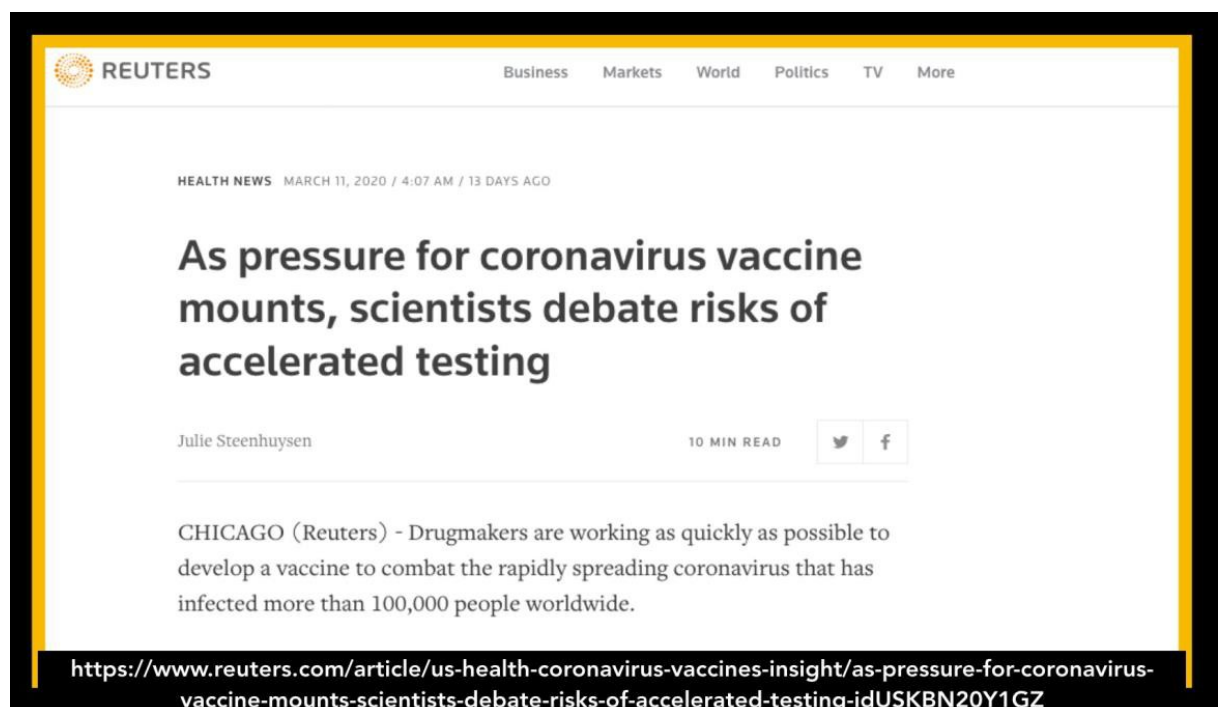 REUTERS
Business Markets World Politics TV More
HEALTH NEWS MARCH 11, 2020 / 4:07 AM / 13 DAYS AGO
As pressure for coronavirus vaccine
mounts, scientists debate risks of
accelerated testing
Julie Steenhuysen
10 MIN READ
CHICAGO (Reuters) - Drugmakers are working as quickly as possible to
develop a vaccine to combat the rapidly spreading coronavirus that has
infected more than 100,000 people worldwide.
https://www.reuters.com/article/us-health-coronavirus-vaccines-insight/as-pressure-for-coronavirus-
vaccine-mounts-scientists-debate-risks-of-accelerated-testing-idUSKBN20Y1GZ